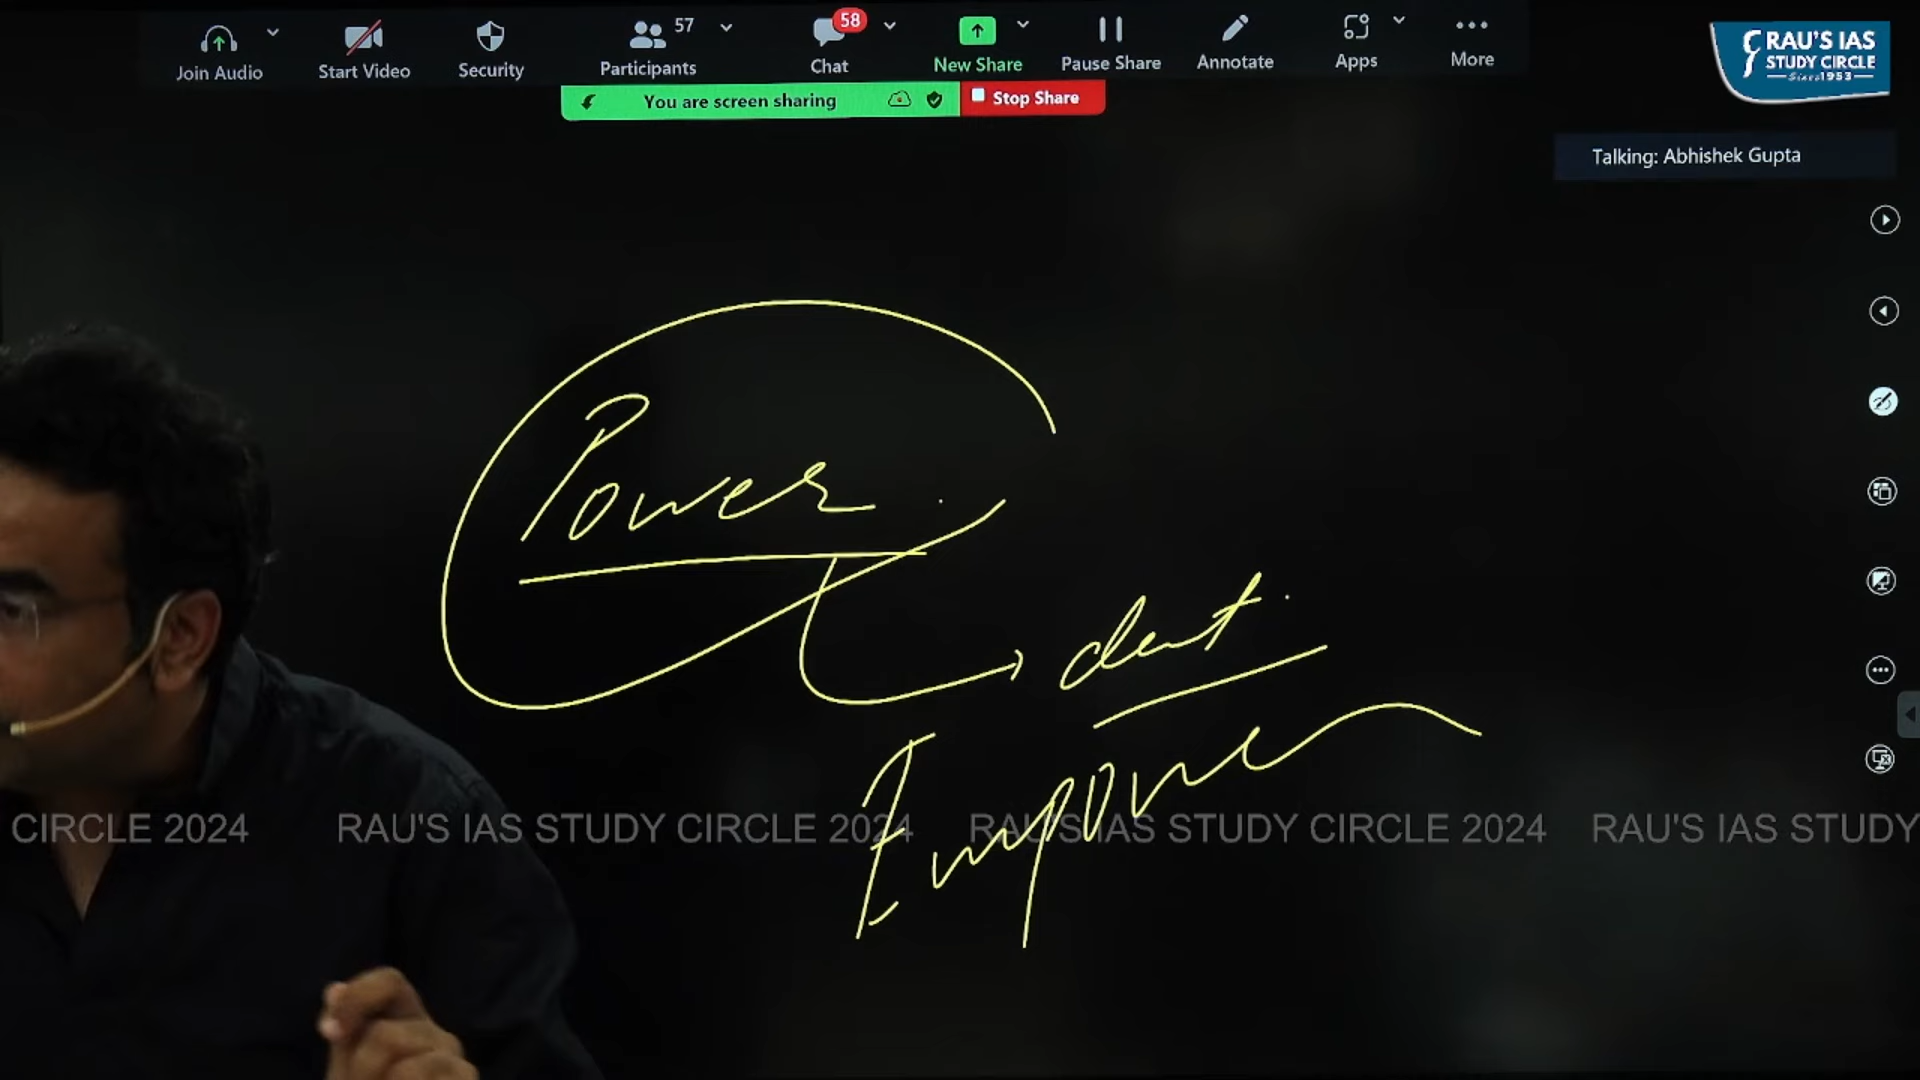 57
58
Join Audio
Start Video
Security
Participants
Chat
New Share
Pause Share
Annotate
Apps
More
RAU'S IAS
STUDY CIRCLE
Since 1953
You are screen sharing
Stop Share
Talking: Abhishek Gupta
Power
Empower
CIRCLE 2024 RAU'S IAS STUDY CIRCLE 2024 RAU'S IAS STUDY CIRCLE 2024 RAU'S IAS STUDY